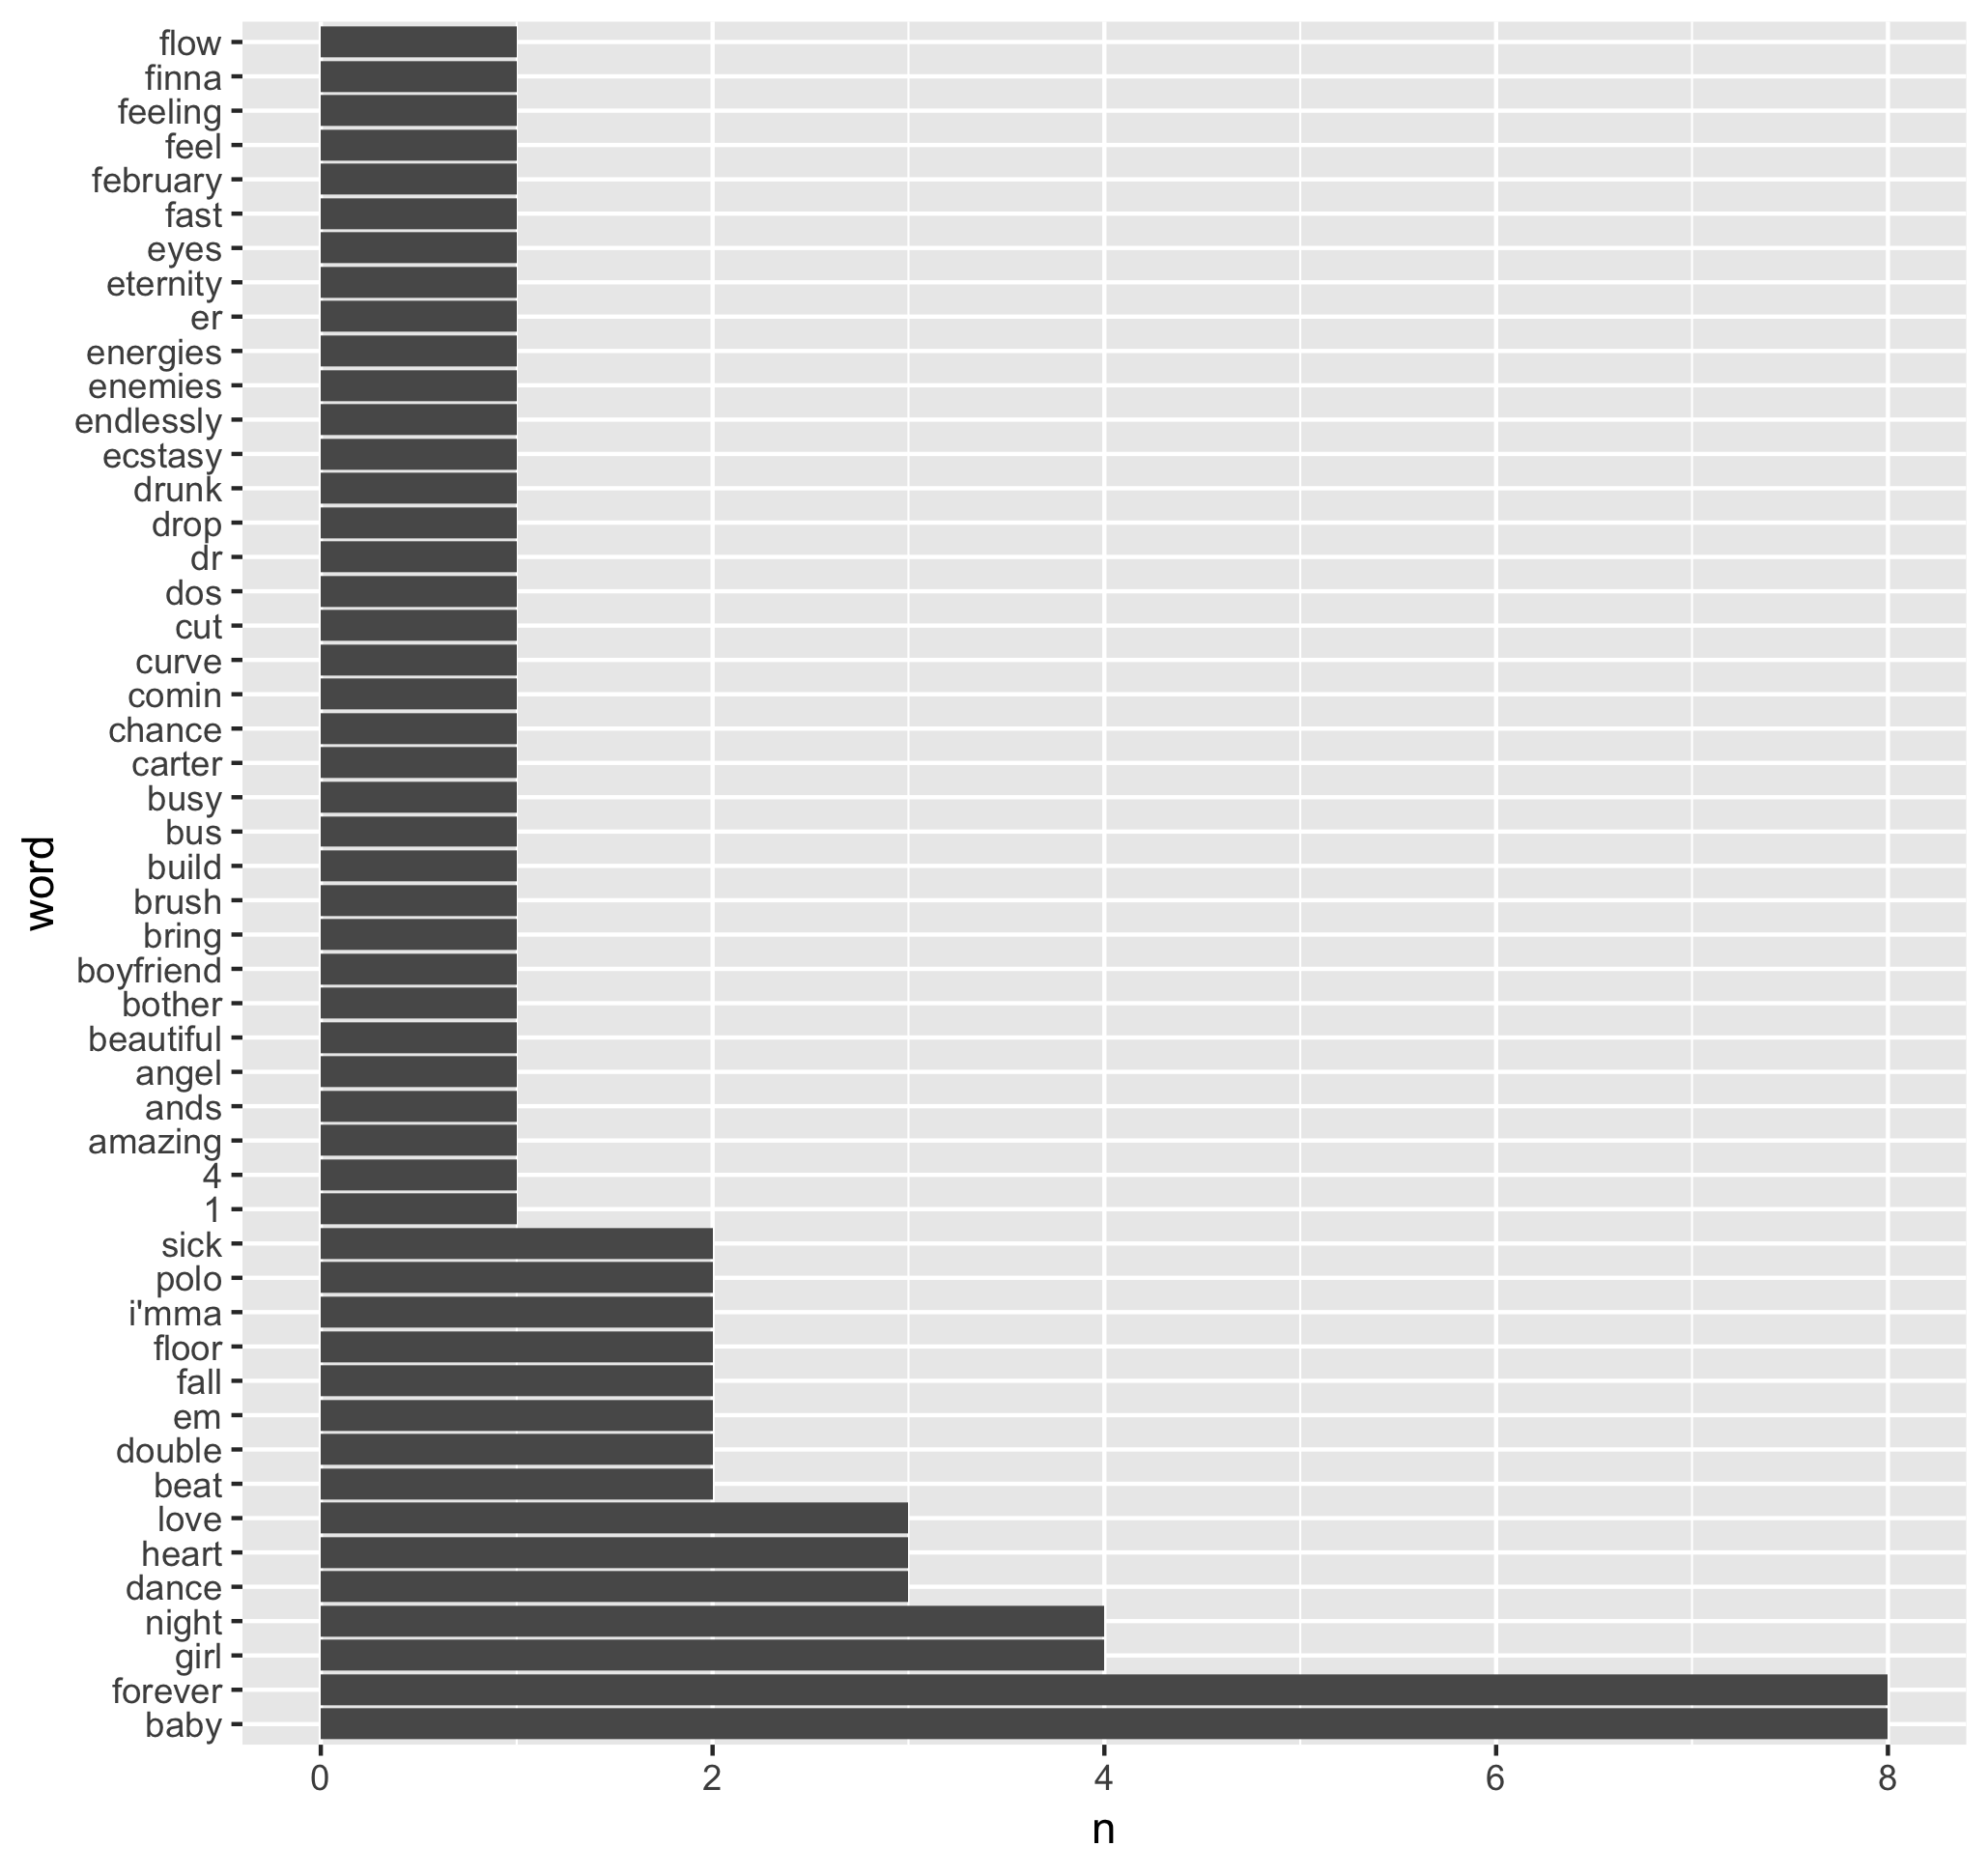 flow
finna
feeling
feel
february
fast
eyes
eternity
er
energies
enemies
endlessly
ecstasy
drunk
drop
dr
dos
cut
curve
comin
chance
carter
busy
bus
build
brush
bring
boyfriend
bother
beautiful
angel
ands
amazing
4
1
sick
polo
i'mma
floor
fall
em
double
beat
love
heart
dance
night
girl
forever
baby
word
0 2 4 6 8
n